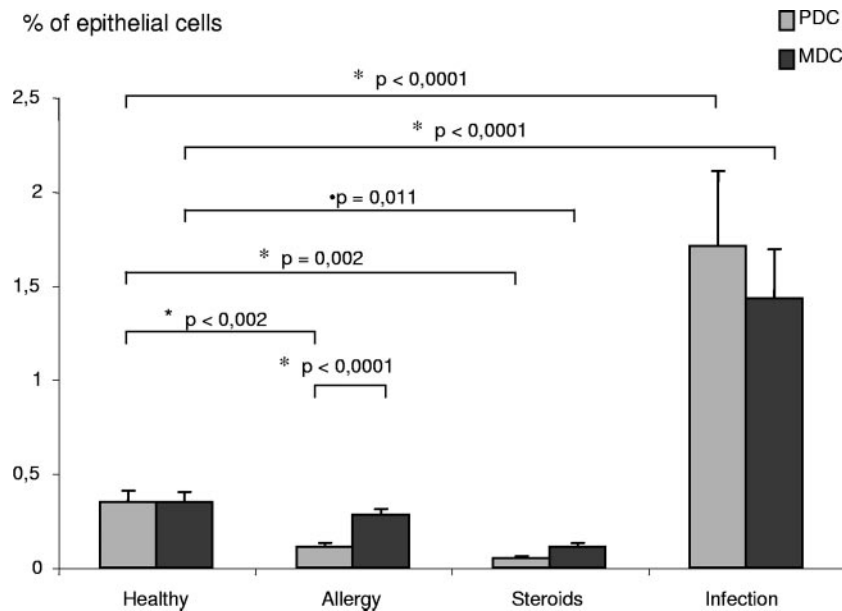 % of epithelial cells
PDC
MDC
* p < 0,0001
2,5
* p < 0,0001
2
•p = 0,011
* p = 0,002
1,5
* p < 0,002
* p < 0,0001
1
0,5
0
Healthy Allergy Steroids Infection